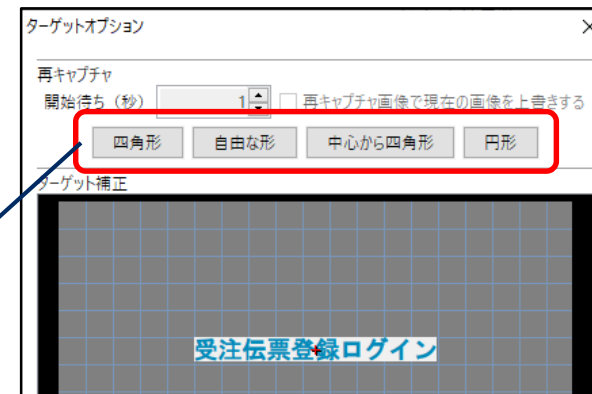 ターゲットオプション
再キャプチャ
開始待ち（秒） 1 再キャプチャ画像で現在の画像を上書きする
四角形 自由な形 中心から四角形 円形
ターゲット補正
受注伝票登録ログイン